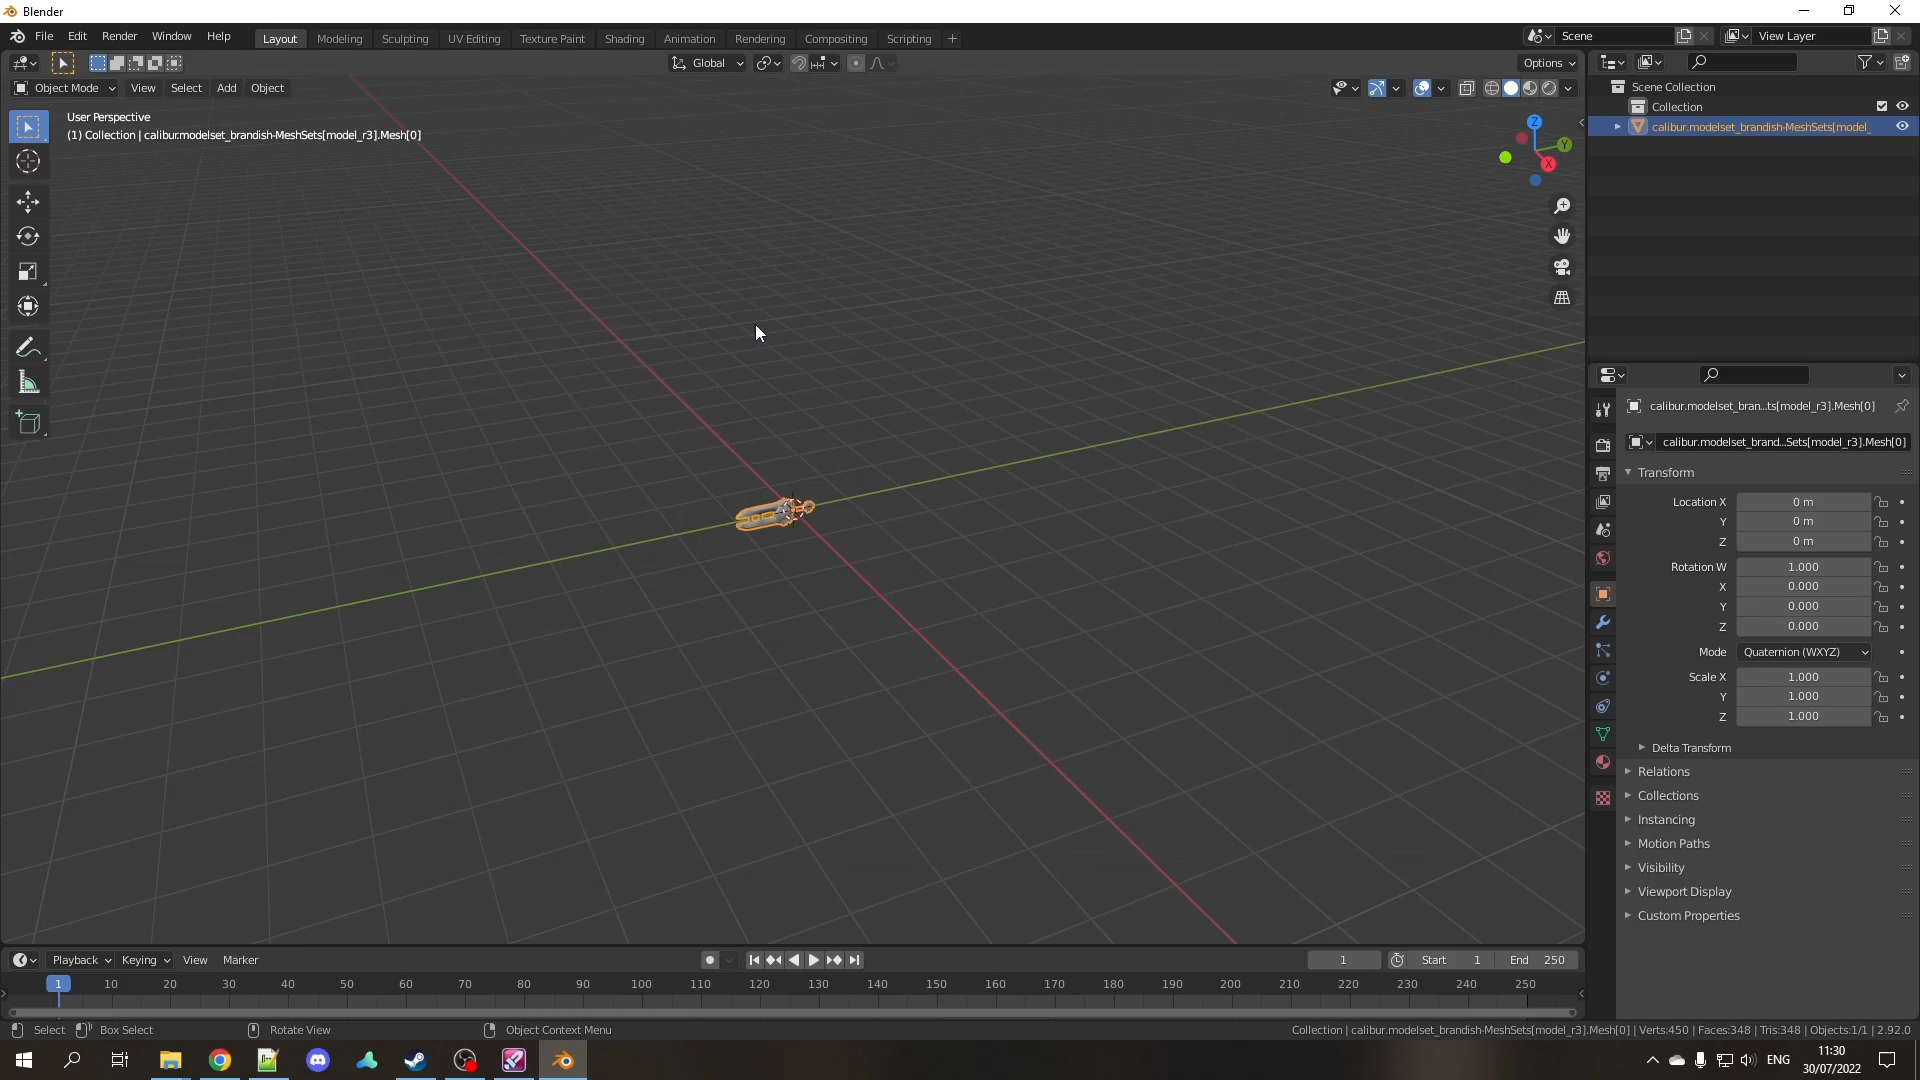 Blender
File Edit Render Window Help
Layout Modeling Sculpting UV Editing Texture Paint Shading Animation Rendering Compositing Scripting +
Scene
View Layer
Global
Options
Object Mode View Select Add Object
User Perspective
(1) Collection | calibur.modelset_brandish-MeshSets[model_r3].Mesh[0]
Z
Y
X
Scene Collection
Collection
calibur.modelset_brandish-MeshSets[model_
calibur.modelset_bran...ts[model_r3].Mesh[0]
calibur.modelset_brand...Sets[model_r3].Mesh[0]
Transform
Location X 0 m
Y 0 m
Z 0 m
Rotation W 1.000
X 0.000
Y 0.000
Z 0.000
Mode Quaternion (WXYZ)
Scale X 1.000
Y 1.000
Z 1.000
Delta Transform
Relations
Collections
Instancing
Motion Paths
Visibility
Viewport Display
Custom Properties
Playback Keying View Marker
1 Start 1 End 250
1 10 20 30 40 50 60 70 80 90 100 110 120 130 140 150 160 170 180 190 200 210 220 230 240 250
Select Box Select Rotate View Object Context Menu
Collection | calibur.modelset_brandish-MeshSets[model_r3].Mesh[0] | Verts:450 | Faces:348 | Tris:348 | Objects:1/1 | 2.92.0
ENG
11:30
30/07/2022